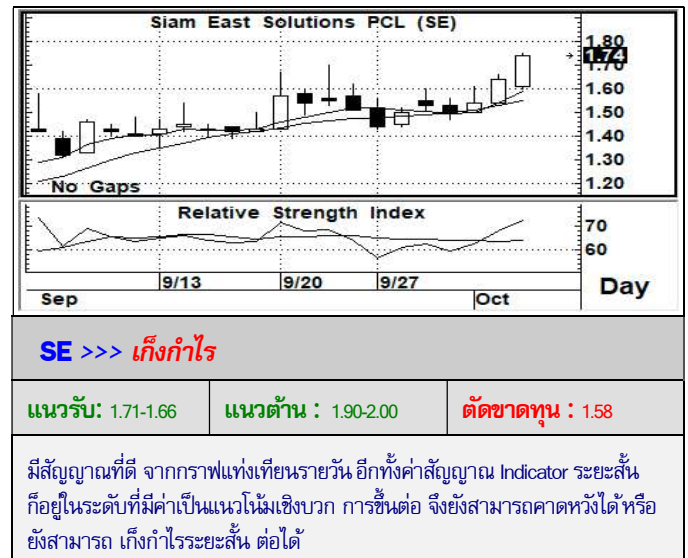 Siam East Solutions PCL (SE)
1.80
1.74
1.70
1.60
1.50
1.40
1.30
1.20
No Gaps
Relative Strength Index
70
60
9/13 9/20 9/27
Sep Oct
Day
SE >>> เก็งกำไร
แนวรับ: 1.71-1.66 แนวต้าน : 1.90-2.00 ตัดขาดทุน : 1.58
มีสัญญาณที่ดี จากกราฟแท่งเทียนรายวัน อีกทั้งค่าสัญญาณ Indicator ระยะสั้น
ก็อยู่ในระดับที่มีค่าเป็นแนวโน้มเชิงบวก การขึ้นต่อ จึงยังสามารถคาดหวังได้ หรือ
ยังสามารถ เก็งกำไรระยะสั้น ต่อได้